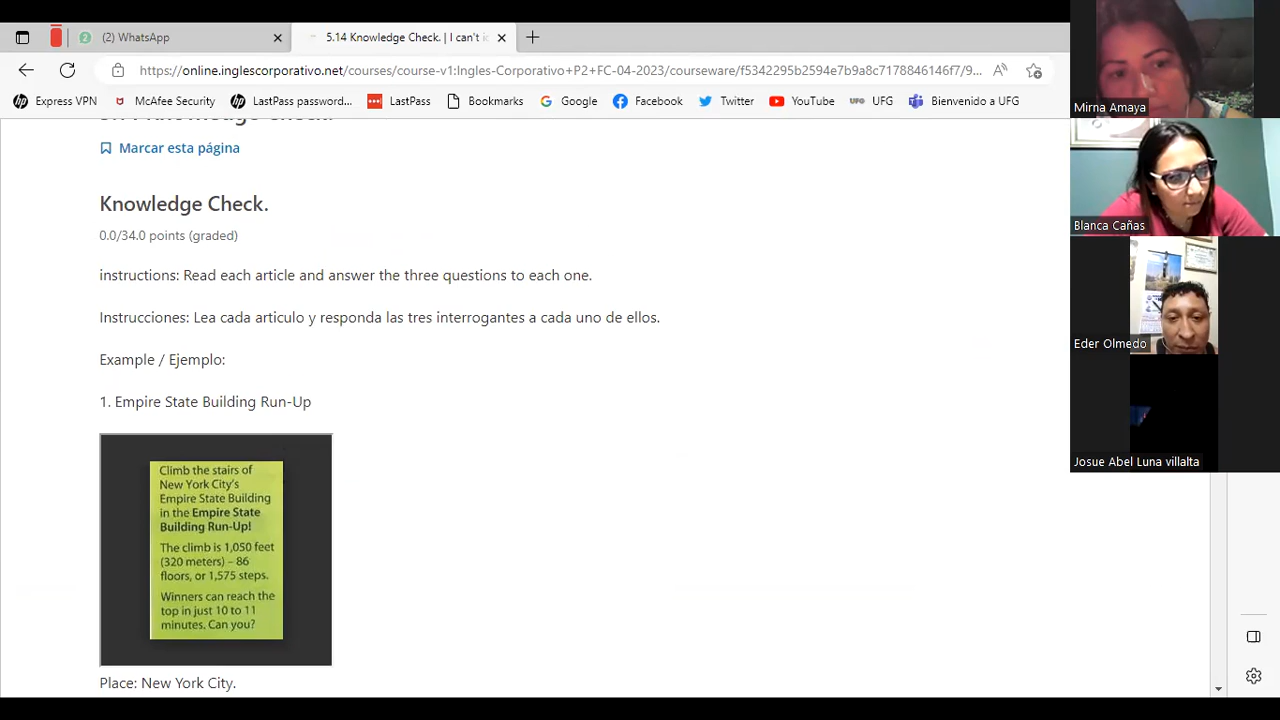 (2) WhatsApp
5.14 Knowledge Check. | I can't i
https://online.inglescorporativo.net/courses/course-v1:Ingles-Corporativo+P2+FC-04-2023/courseware/f5342295b2594e7b9a8c7178846146f7/9...
Express VPN
McAfee Security
LastPass password...
LastPass
Bookmarks
Google
Facebook
Twitter
YouTube
UFG
Bienvenido a UFG
Knowledge Check.
Marcar esta página
Knowledge Check.
0.0/34.0 points (graded)
instructions: Read each article and answer the three questions to each one.
Instrucciones: Lea cada articulo y responda las tres interrogantes a cada uno de ellos.
Example / Ejemplo:
1. Empire State Building Run-Up
Climb the stairs of
New York City's
Empire State Building
in the Empire State
Building Run-Up!
The climb is 1,050 feet
(320 meters) – 86
floors, or 1,575 steps.
Winners can reach the
top in just 10 to 11
minutes. Can you?
Place: New York City.
Mirna Amaya
Blanca Cañas
Eder Olmedo
Josue Abel Luna villalta